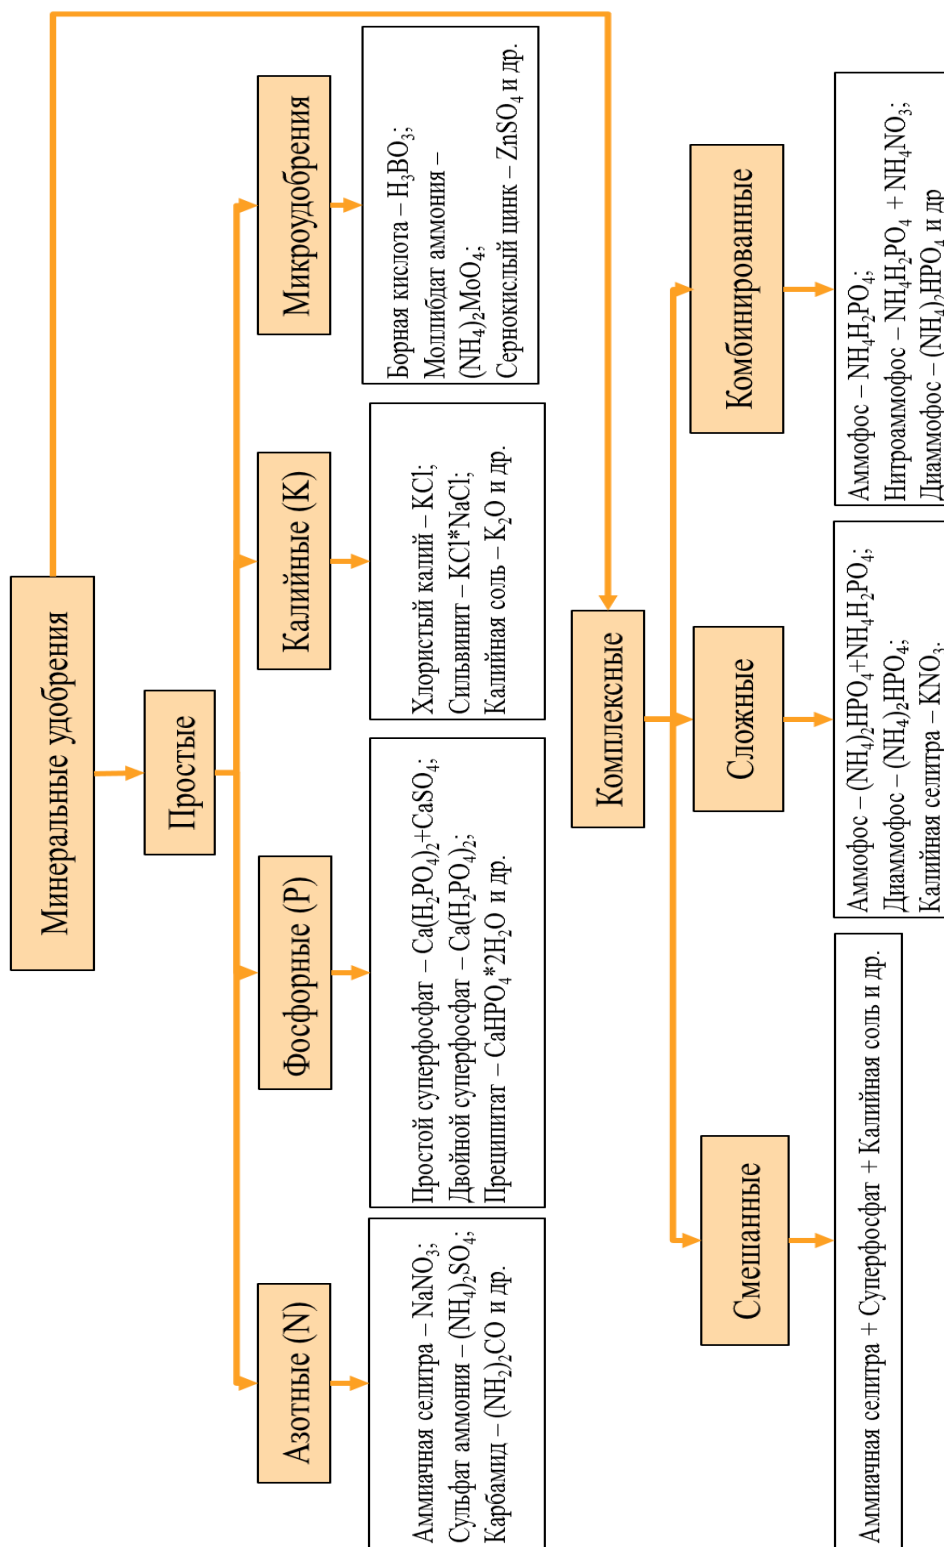 Минеральные удобрения
Простые
Азотные (N)
Фосфорные (P)
Калийные (K)
Микроудобрения
Аммиачная селитра – NaNO₃;
Сульфат аммония – (NH₄)₂SO₄;
Карбамид – (NH₂)₂CO и др.
Простой суперфосфат – Ca(H₂PO₄)₂+CaSO₄;
Двойной суперфосфат – Ca(H₂PO₄)₂;
Преципитат – CaHPO₄*2H₂O и др.
Хлористый калий – KCl;
Сильвинит – KCl*NaCl;
Калийная соль – K₂O и др.
Борная кислота – H₃BO₃;
Моллибдат аммония –
(NH₄)₂MoO₄;
Сернокислый цинк – ZnSO₄ и др.
Комплексные
Смешанные
Сложные
Комбинированные
Аммиачная селитра + Суперфосфат + Калийная соль и др.
Аммофос – (NH₄)₂HPO₄+NH₄H₂PO₄;
Диаммофос – (NH₄)₂HPO₄;
Калийная селитра – KNO₃.
Аммофос – NH₄H₂PO₄;
Нитроаммофос – NH₄H₂PO₄ + NH₄NO₃;
Диаммофос – (NH₄)₂HPO₄ и др